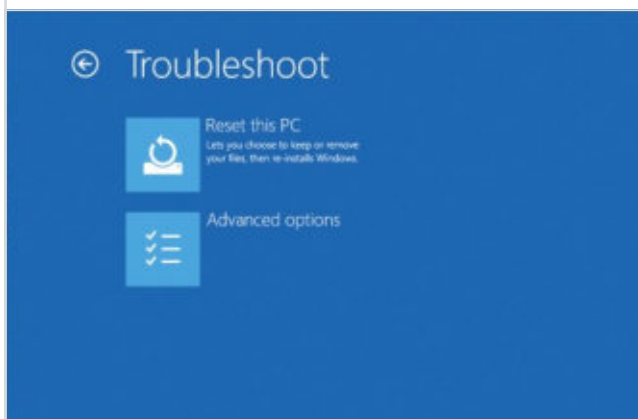 Troubleshoot
Reset this PC
Lets you choose to keep or remove
your files, then re-installs Windows.
Advanced options